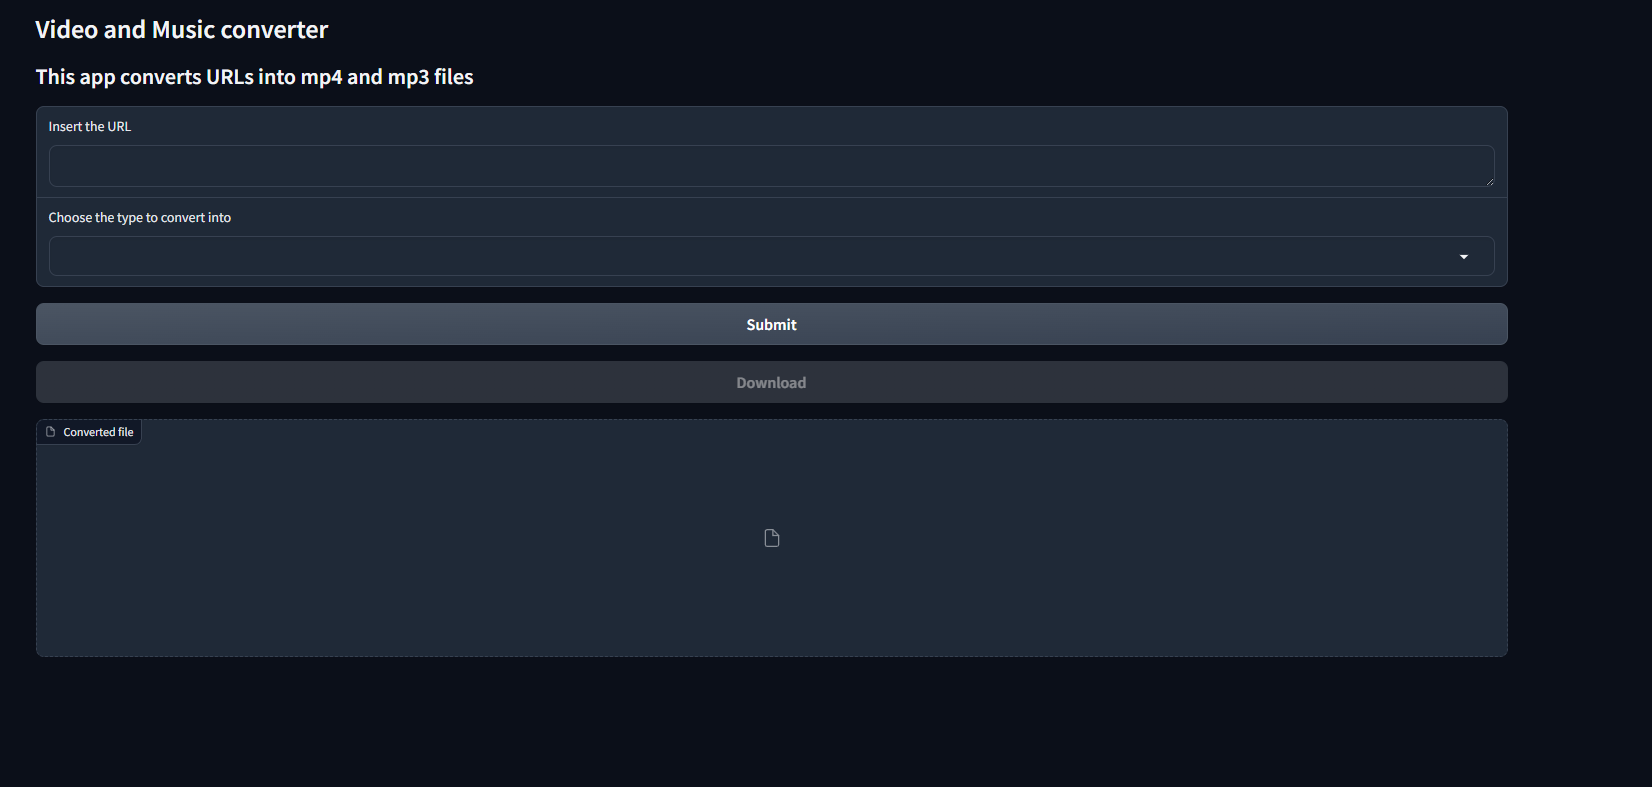 Video and Music converter
This app converts URLs into mp4 and mp3 files
Insert the URL
Choose the type to convert into
Submit
Download
Converted file